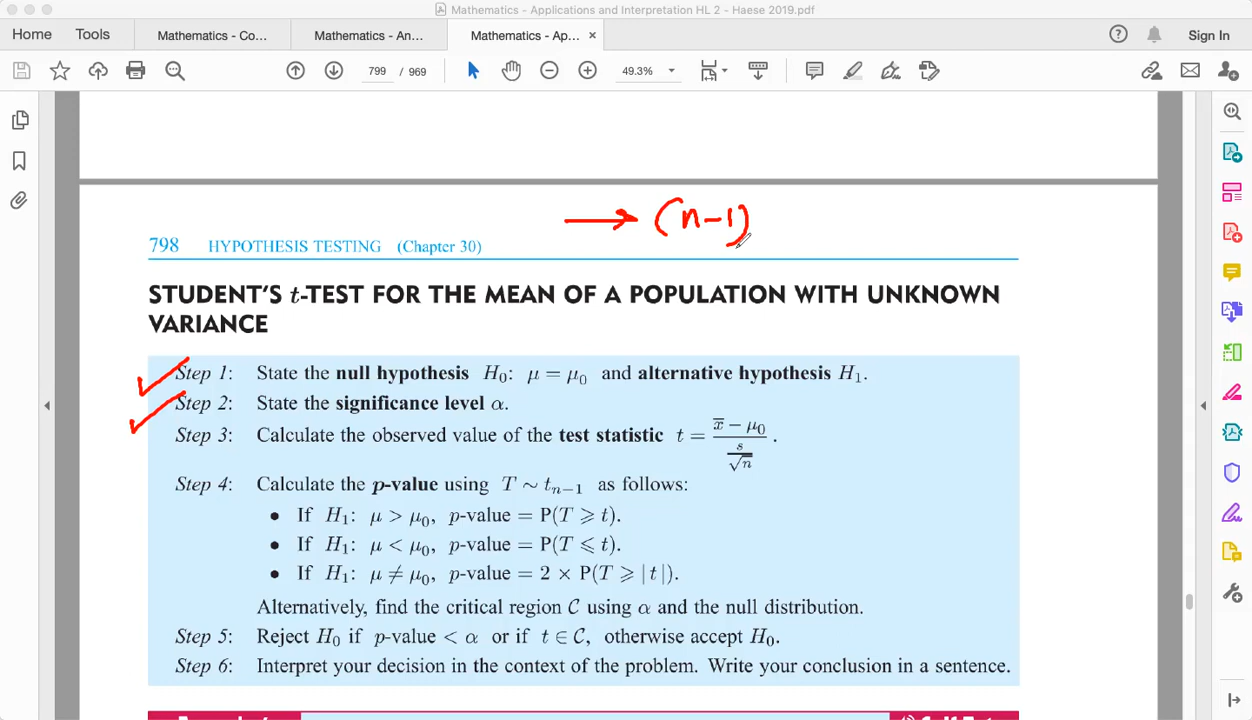 Mathematics - Applications and Interpretation HL 2 - Haese 2019.pdf
Home Tools Mathematics - Co... Mathematics - An... Mathematics - Ap... × Sign In
799 / 969 49.3%
→ (n-1)
798 HYPOTHESIS TESTING (Chapter 30)
STUDENT'S t-TEST FOR THE MEAN OF A POPULATION WITH UNKNOWN
VARIANCE
Step 1: State the null hypothesis H₀: μ = μ₀ and alternative hypothesis H₁.
Step 2: State the significance level α.
Step 3: Calculate the observed value of the test statistic t = (x̄ − μ₀)/(s/√n).
Step 4: Calculate the p-value using T ~ tₙ₋₁ as follows:
• If H₁: μ > μ₀, p-value = P(T ⩾ t).
• If H₁: μ < μ₀, p-value = P(T ⩽ t).
• If H₁: μ ≠ μ₀, p-value = 2 × P(T ⩾ |t|).
Alternatively, find the critical region C using α and the null distribution.
Step 5: Reject H₀ if p-value < α or if t ∈ C, otherwise accept H₀.
Step 6: Interpret your decision in the context of the problem. Write your conclusion in a sentence.